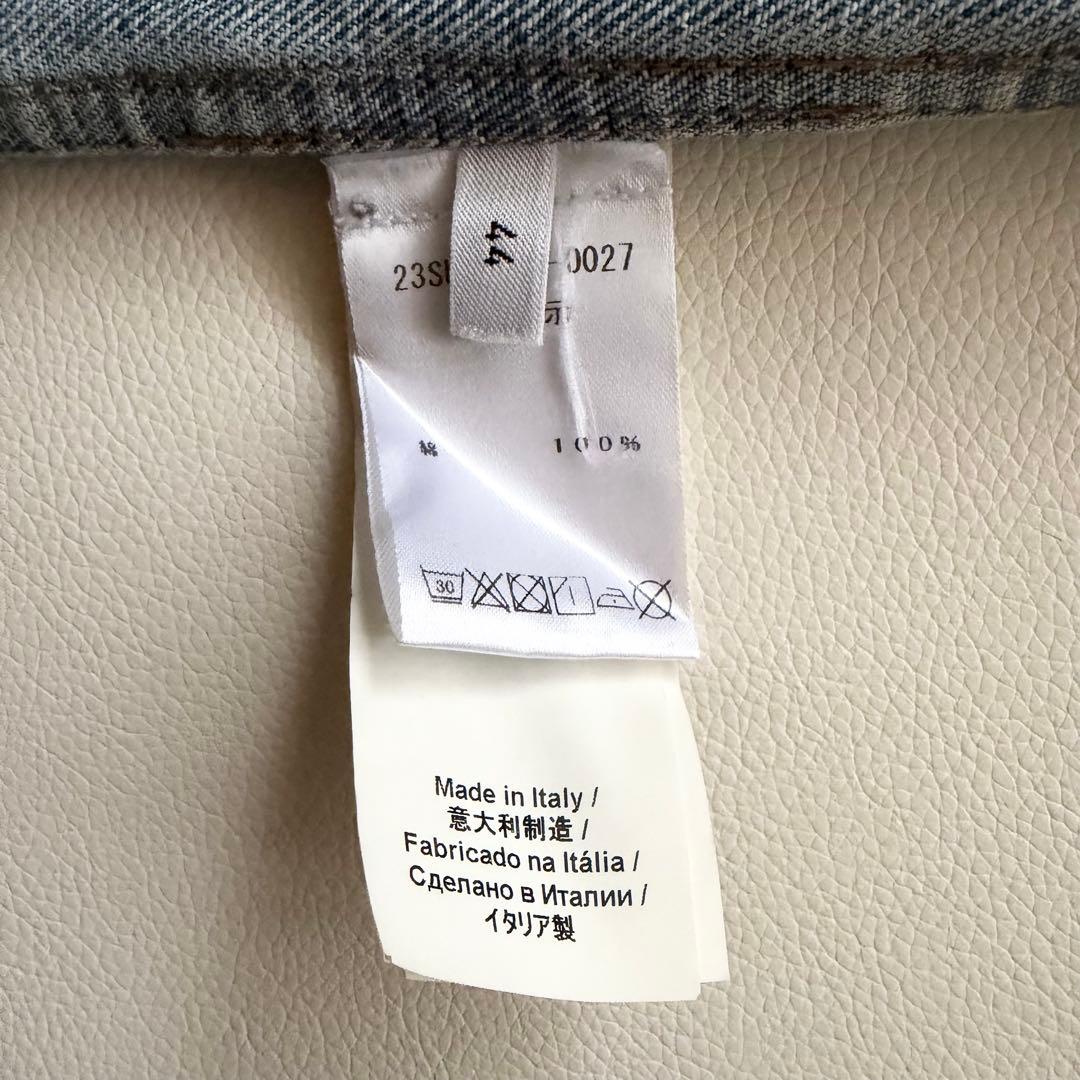 44
-0027
綿 100%
30
Made in Italy /
意大利制造 /
Fabricado na Itália /
Сделано в Италии /
イタリア製